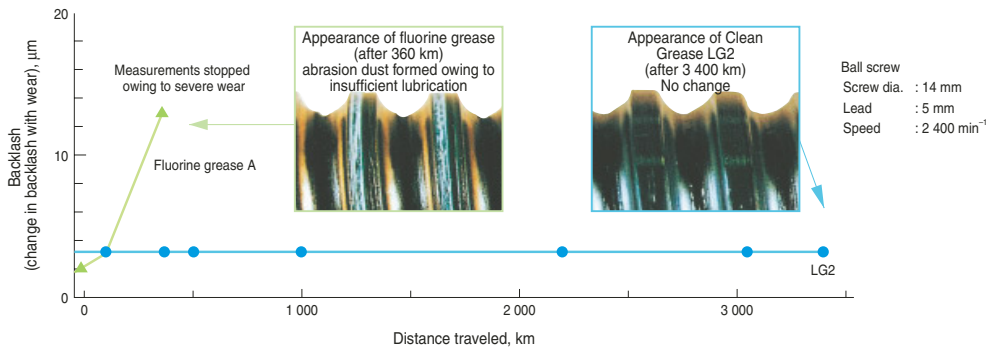 20
10
0
Backlash
(change in backlash with wear), μm
Measurements stopped
owing to severe wear
Fluorine grease A
Appearance of fluorine grease
(after 360 km)
abrasion dust formed owing to
insufficient lubrication
Appearance of Clean
Grease LG2
(after 3 400 km)
No change
Ball screw
Screw dia. : 14 mm
Lead : 5 mm
Speed : 2 400 min⁻¹
LG2
0
1 000
2 000
3 000
Distance traveled, km